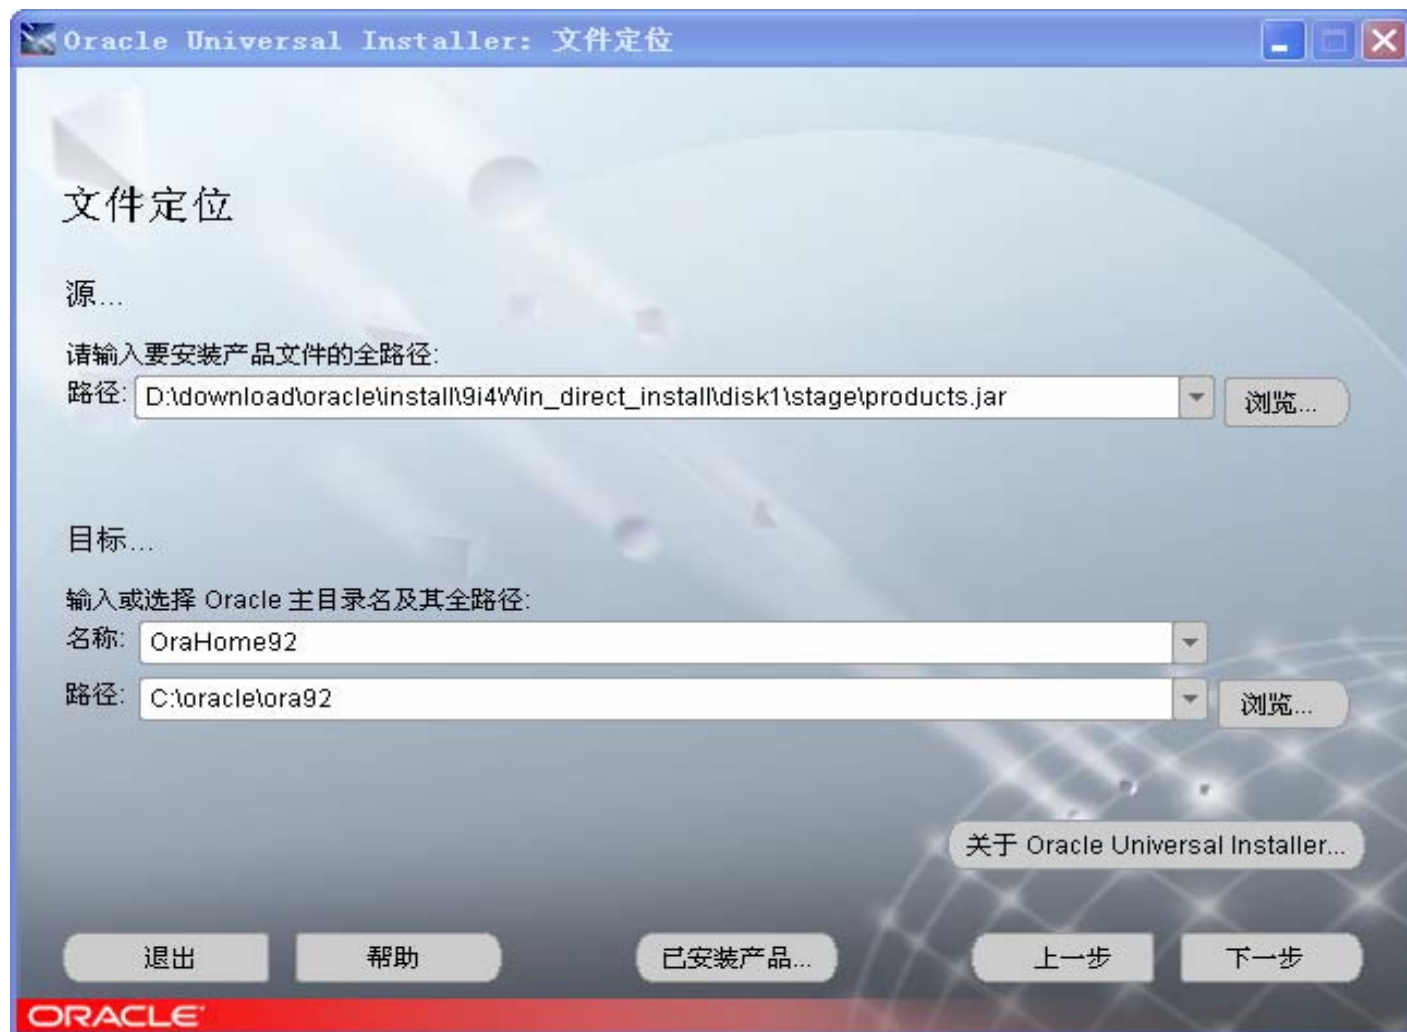 Oracle Universal Installer: 文件定位
文件定位
源...
请输入要安装产品文件的全路径:
路径: D:\download\oracle\install\9i4Win_direct_install\disk1\stage\products.jar 浏览...
目标...
输入或选择 Oracle 主目录名及其全路径:
名称: OraHome92
路径: C:\oracle\ora92 浏览...
关于 Oracle Universal Installer...
退出 帮助 已安装产品... 上一步 下一步
ORACLE